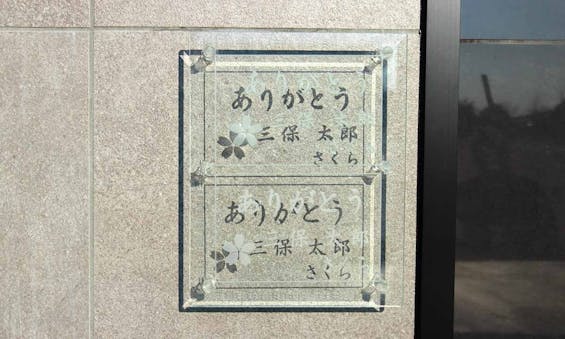 ありがとう
三保 太郎
さくら
ありがとう
三保 太郎
さくら